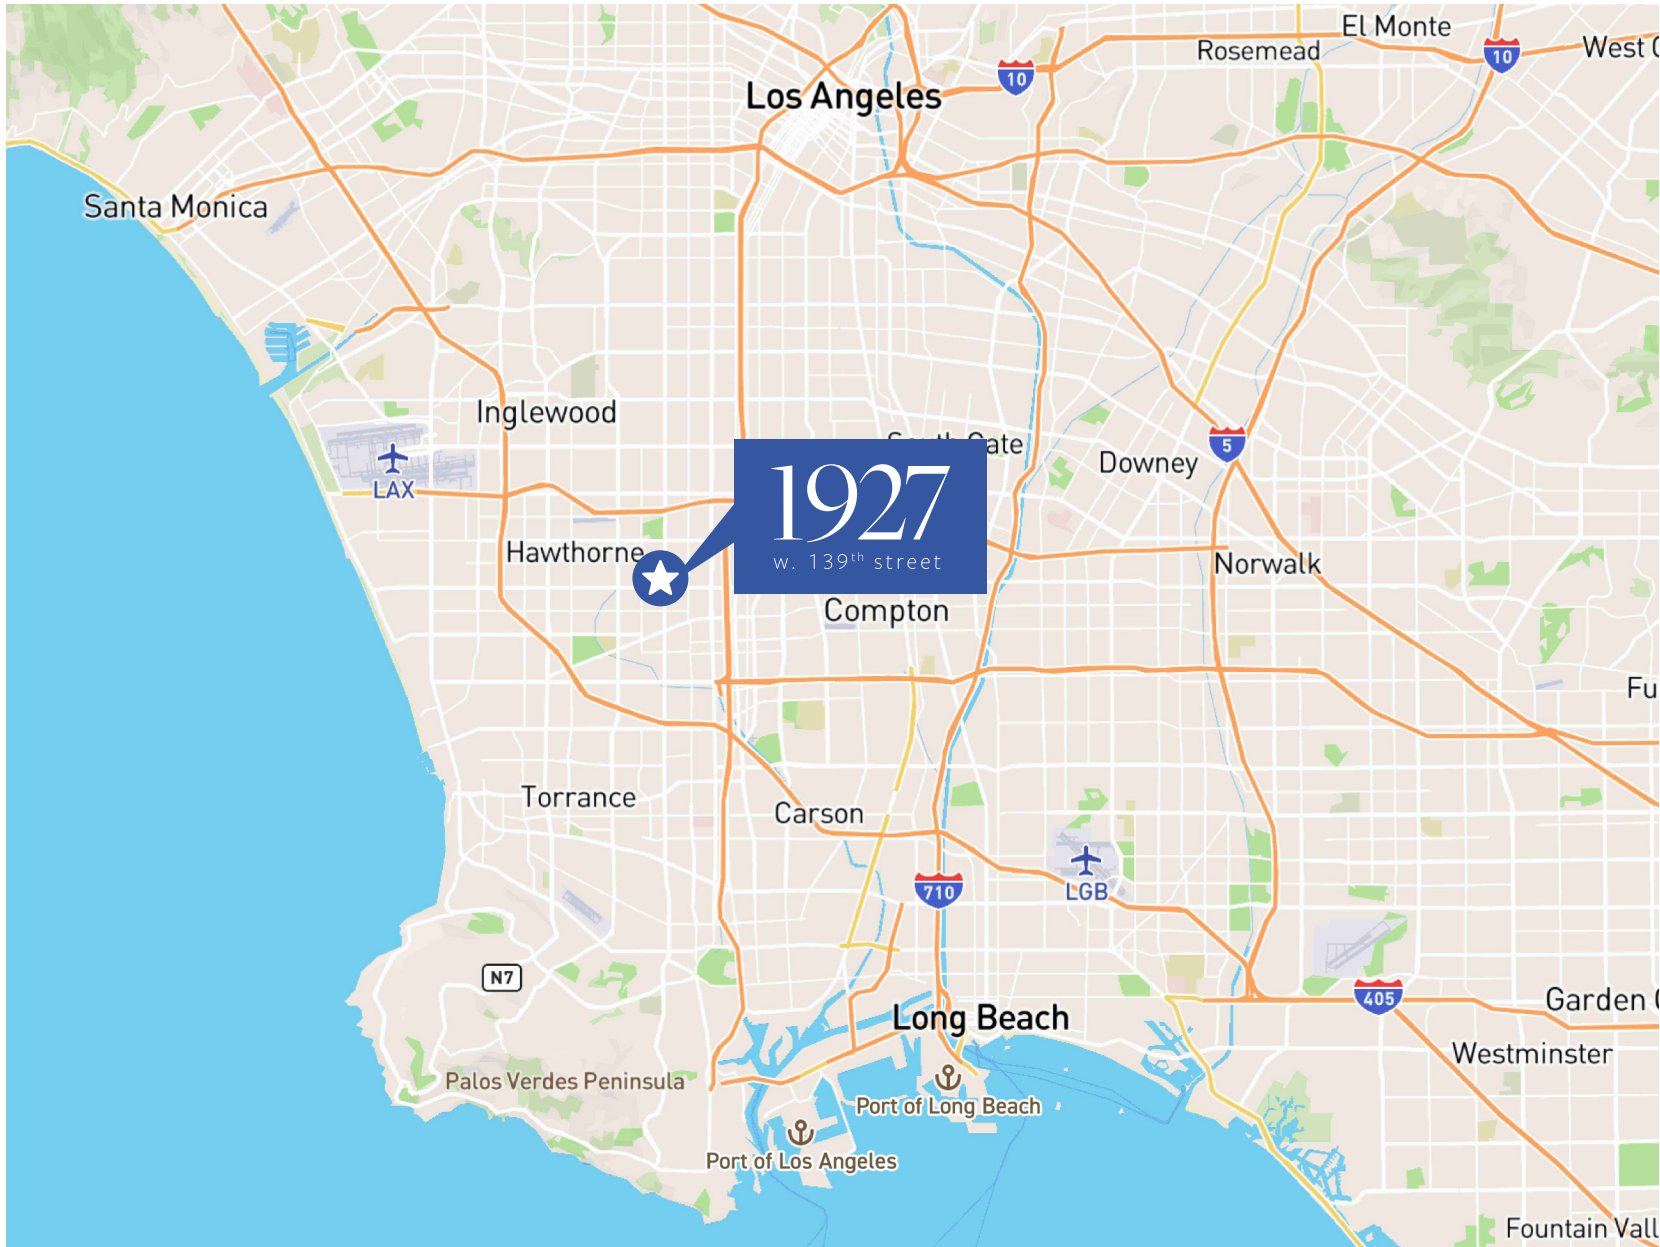 El Monte
Rosemead
10
West C
10
Los Angeles
Santa Monica
Inglewood
South Gate
5
Downey
LAX
1927
w. 139th street
Hawthorne
Norwalk
Compton
Fu
Torrance
Carson
LGB
710
N7
405
Garden G
Long Beach
Westminster
Palos Verdes Peninsula
Port of Long Beach
Port of Los Angeles
Fountain Vall